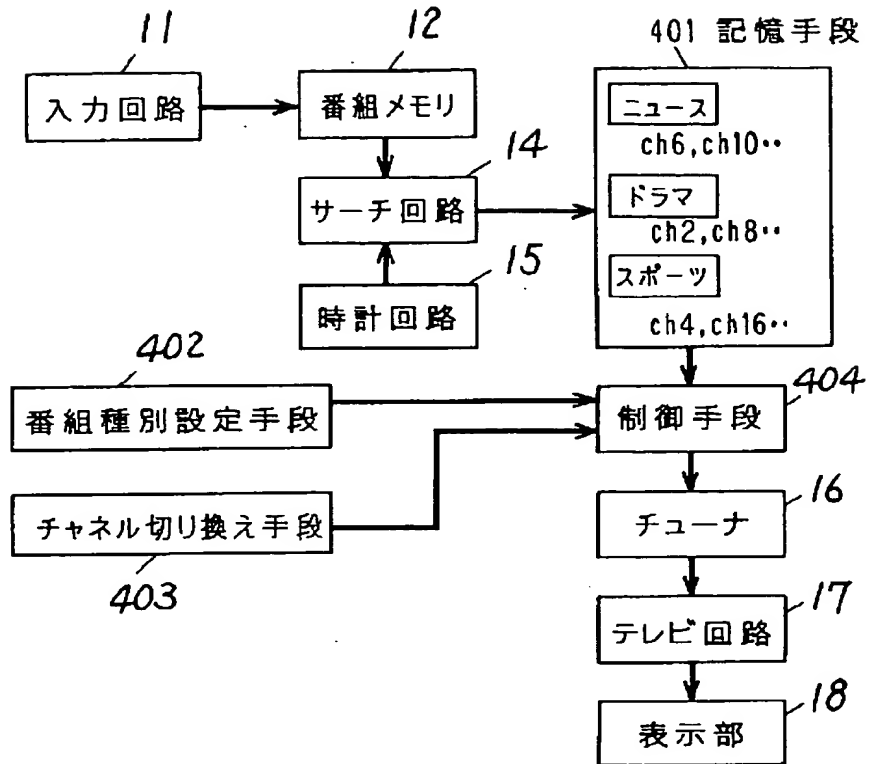 11
12
401 記憶手段
入力回路
番組メモリ
ニュース
ch6,ch10‥
14
サーチ回路
ドラマ
ch2,ch8‥
15
時計回路
スポーツ
ch4,ch16‥
402
番組種別設定手段
404
制御手段
チャネル切り換え手段
403
16
チューナ
17
テレビ回路
18
表示部